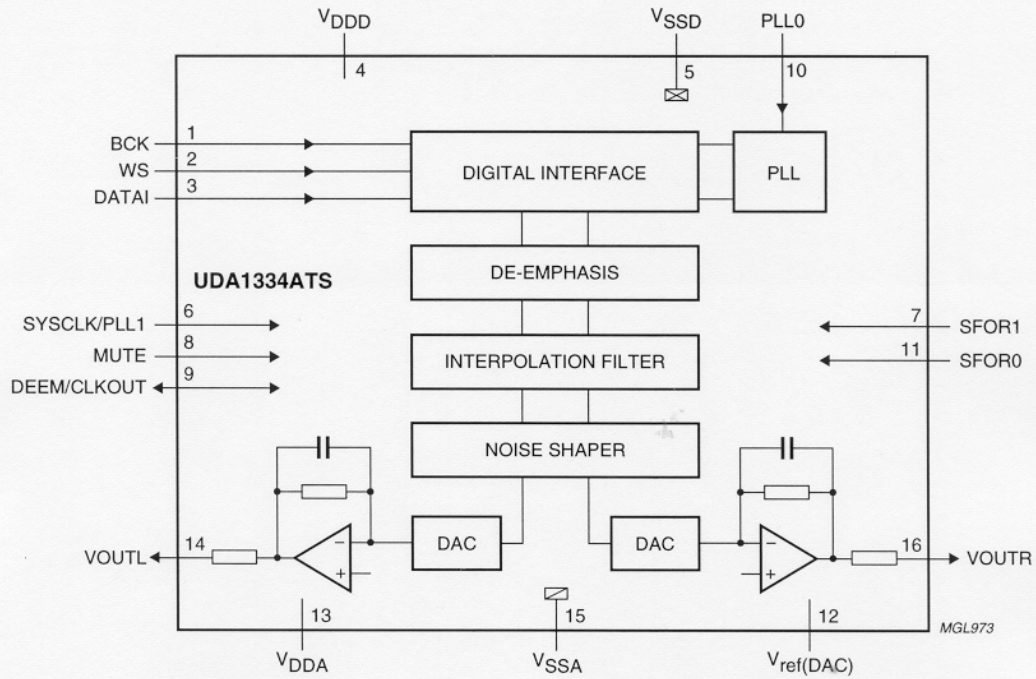 VDDD
VSSD
PLL0
4
5
10
BCK
1
WS
2
DATAI
3
DIGITAL INTERFACE
PLL
DE-EMPHASIS
UDA1334ATS
SYSCLK/PLL1
6
7
SFOR1
MUTE
8
INTERPOLATION FILTER
11
SFOR0
DEEM/CLKOUT
9
NOISE SHAPER
VOUTL
14
−
+
DAC
DAC
−
+
16
VOUTR
13
15
12
MGL973
VDDA
VSSA
Vref(DAC)